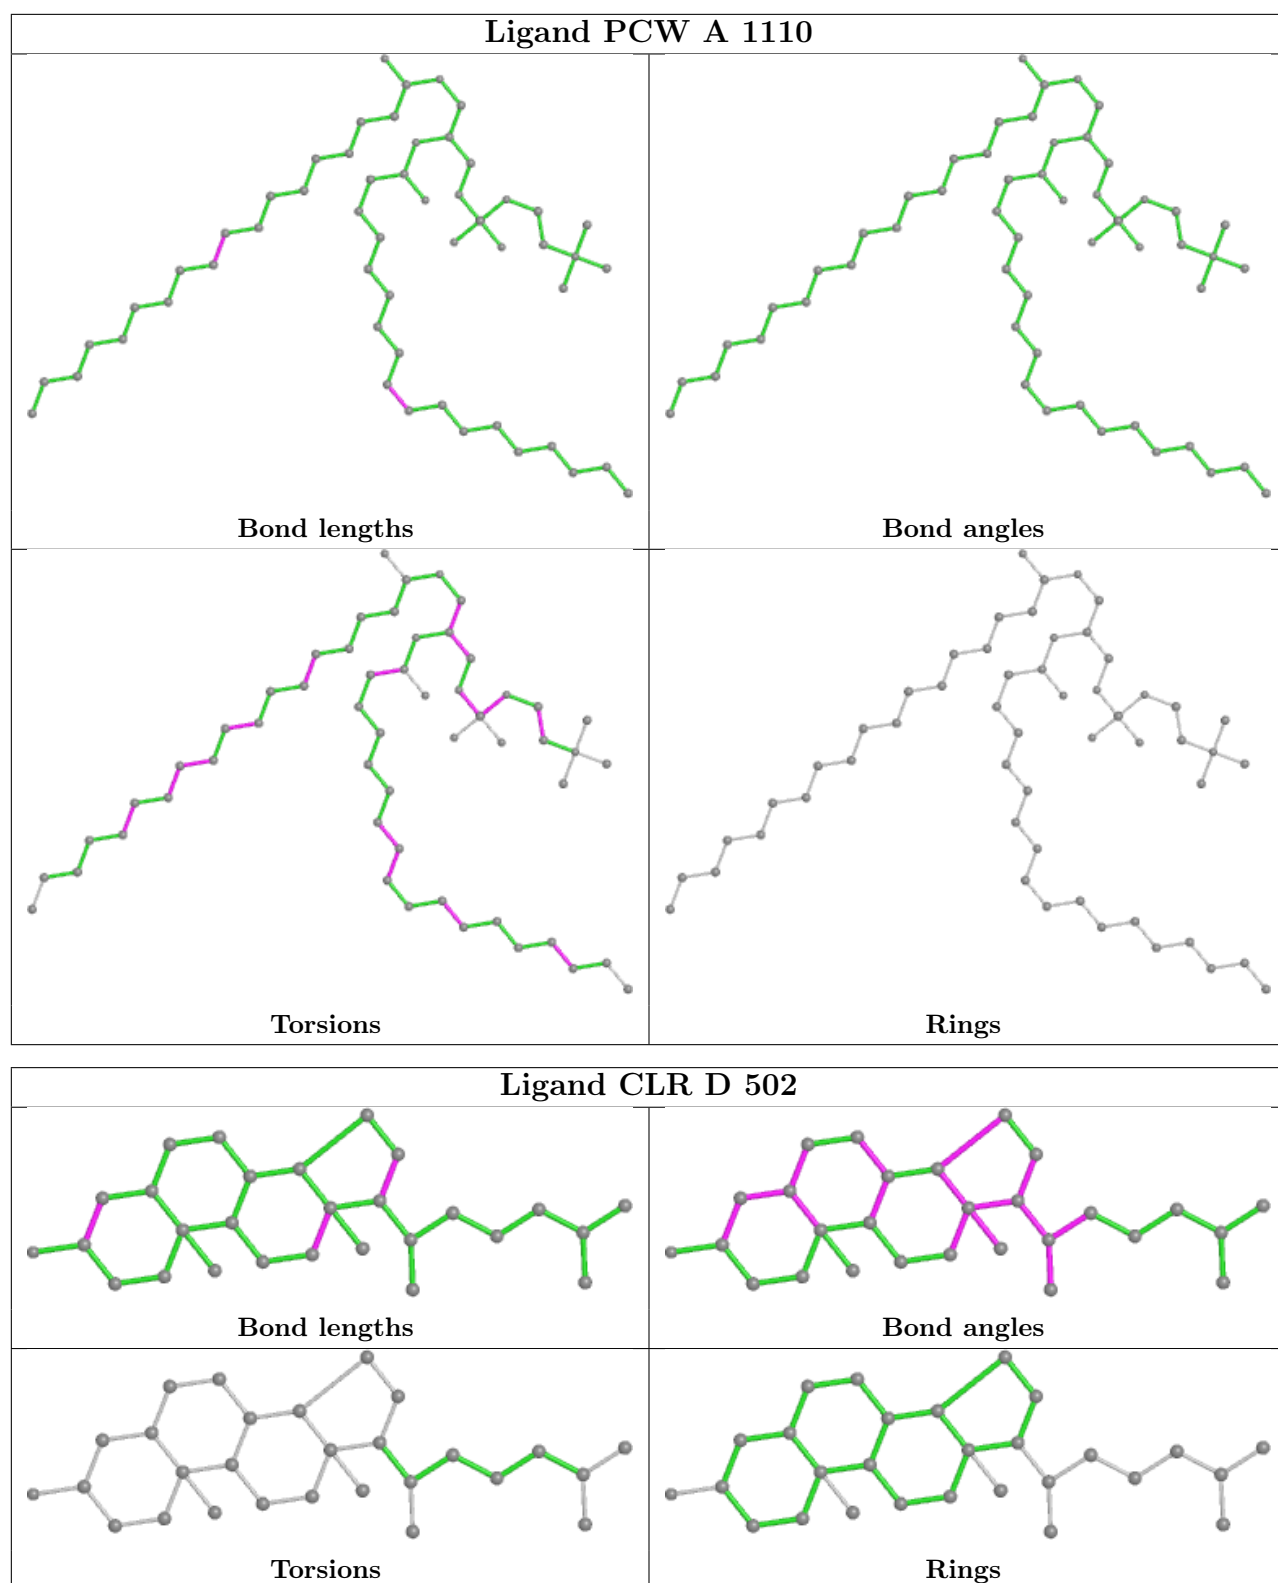 Ligand PCW A 1110
Bond lengths
Bond angles
Torsions
Rings
Ligand CLR D 502
Bond lengths
Bond angles
Torsions
Rings